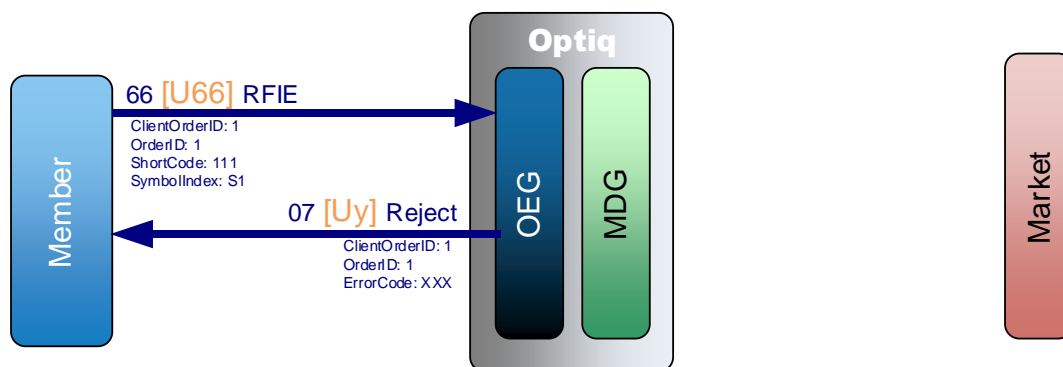 Optiq
66 [U66] RFIE
ClientOrderID: 1
OrderID: 1
ShortCode: 111
SymbolIndex: S1
07 [Uy] Reject
ClientOrderID: 1
OrderID: 1
ErrorCode: XXX
Member
OEG
MDG
Market